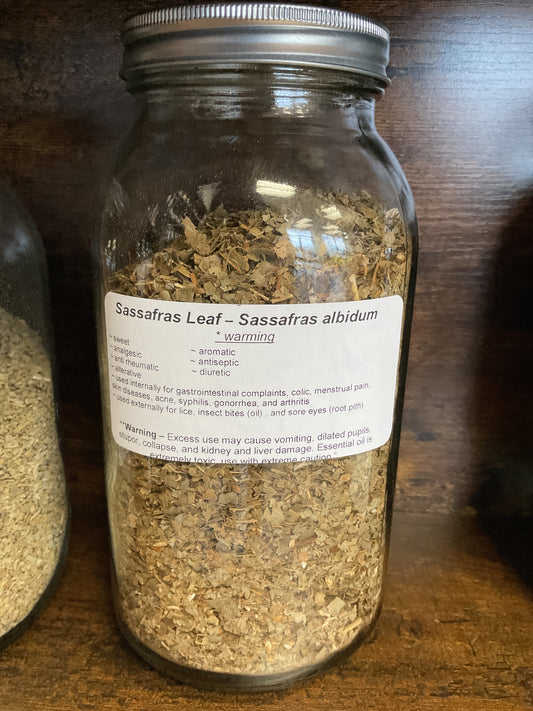 Sassafras Leaf – Sassafras albidum
* warming
~ sweet
~ analgesic ~ aromatic
~ anti rheumatic ~ antiseptic
~ alterative ~ diuretic
~ used internally for gastrointestinal complaints, colic, menstrual pain,
skin diseases, acne, syphilis, gonorrhea, and arthritis
~ used externally for lice, insect bites (oil) , and sore eyes (root pith)
**Warning – Excess use may cause vomiting, dilated pupils,
stupor, collapse, and kidney and liver damage. Essential oil is
extremely toxic, use with extreme caution.*